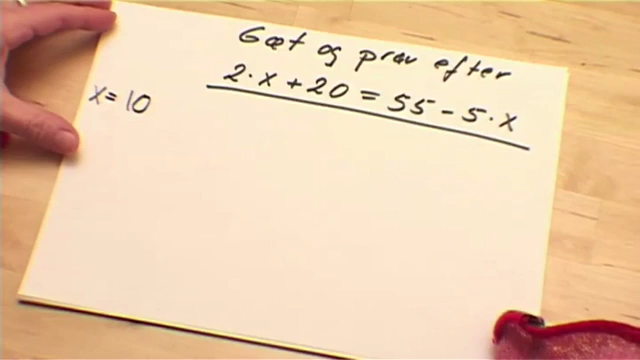 Gæt og prøv efter
2·x + 20 = 55 - 5·x
x = 10